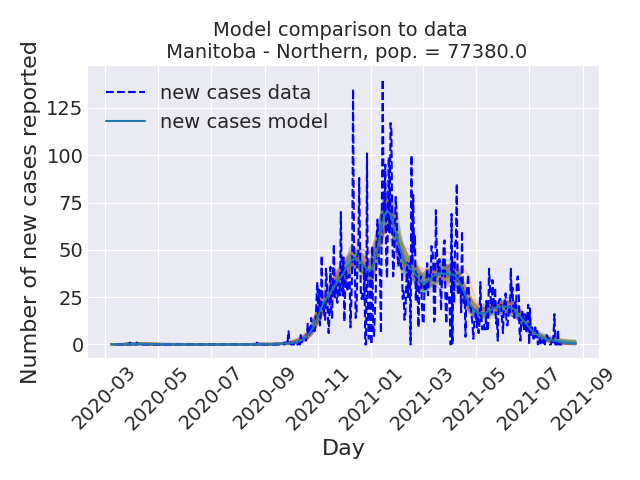 Model comparison to data
Manitoba - Northern, pop. = 77380.0
Number of new cases reported
new cases data
new cases model
125
100
75
50
25
0
2020-03
2020-05
2020-07
2020-09
2020-11
2021-01
2021-03
2021-05
2021-07
2021-09
Day